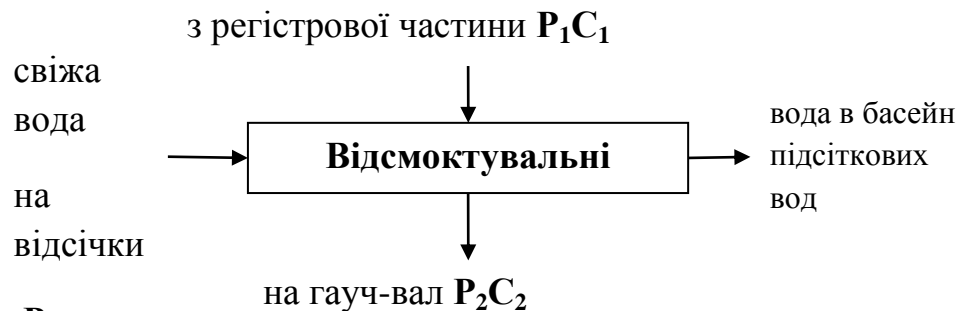 з регістрової частини P₁C₁
свіжа
вода
на
відсічки
Відсмоктувальні
вода в басейн
підсіткових
вод
на гауч-вал P₂C₂